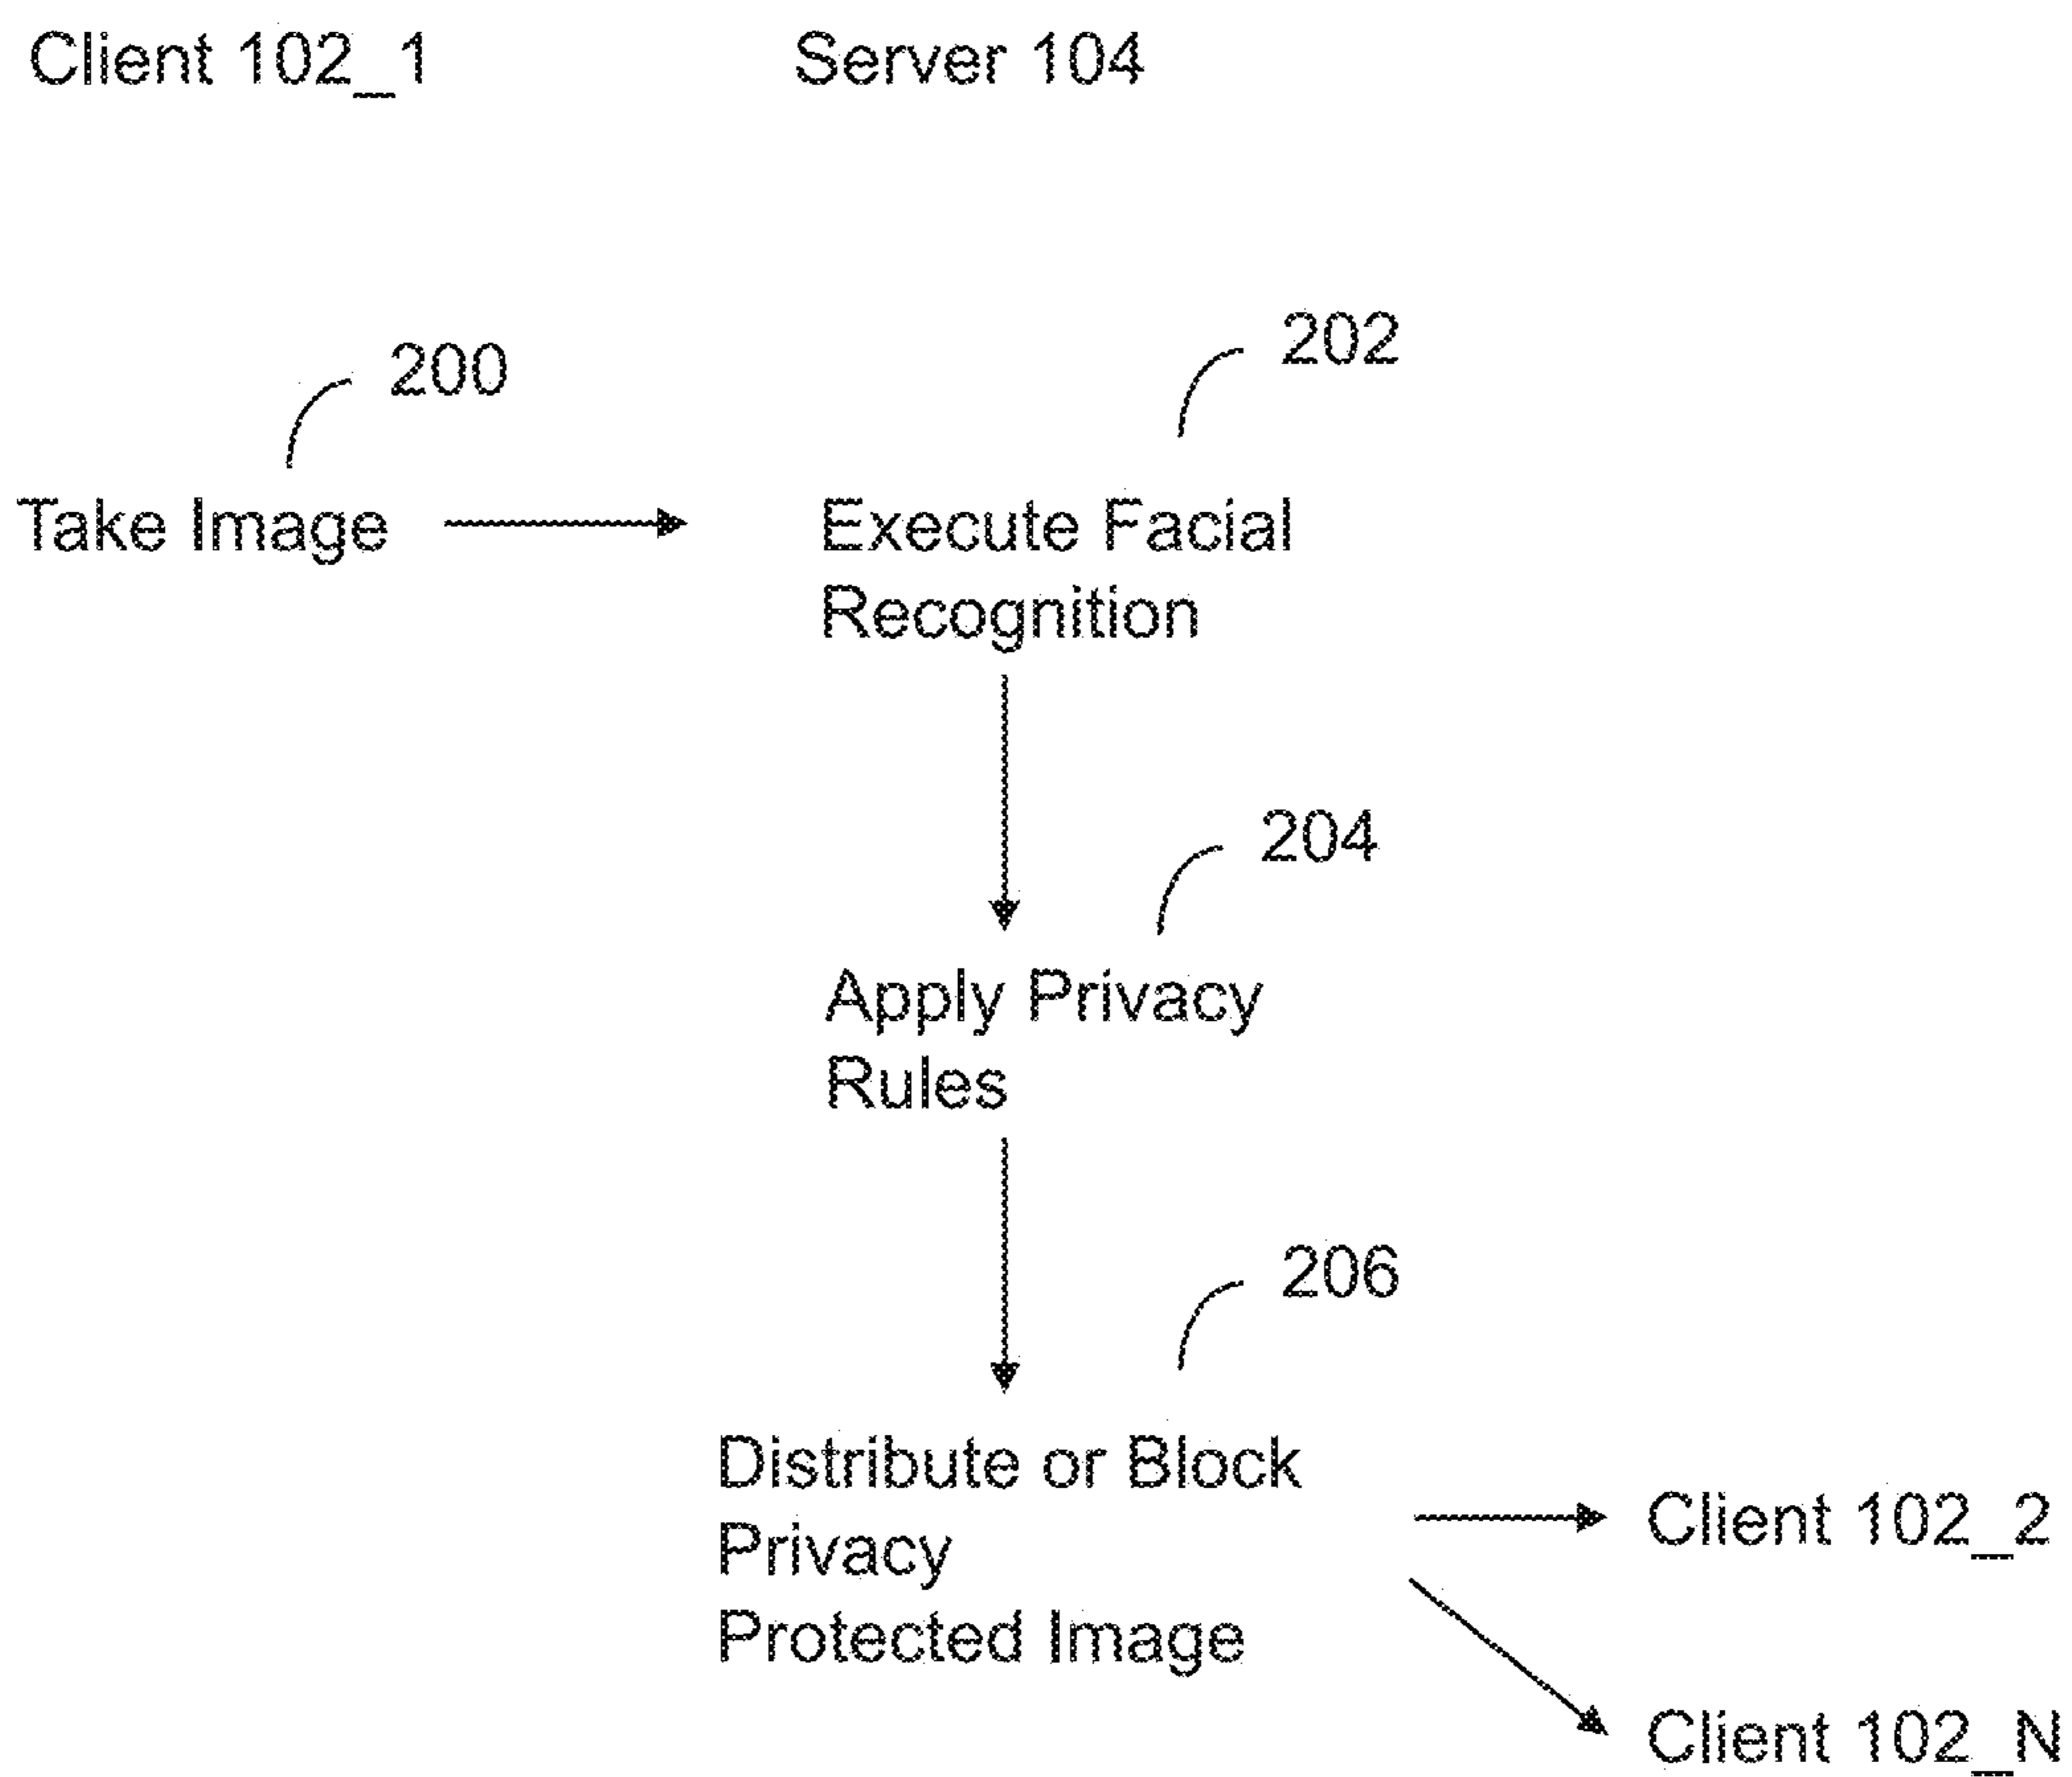 Client 102_1
Server 104
200
202
Take Image
Execute Facial
Recognition
204
Apply Privacy
Rules
206
Distribute or Block
Privacy
Protected Image
Client 102_2
Client 102_N